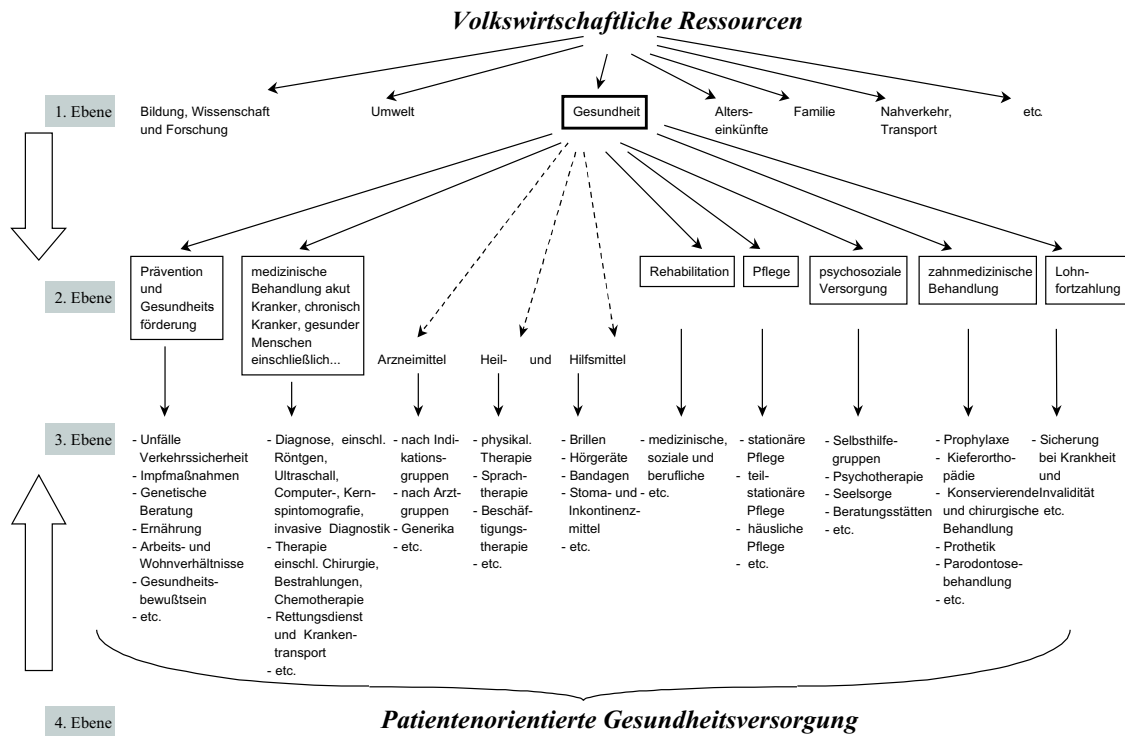 Volkswirtschaftliche Ressourcen
1. Ebene
Bildung, Wissenschaft
und Forschung
Umwelt
Gesundheit
Alters-
einkünfte
Familie
Nahverkehr,
Transport
etc.
2. Ebene
Prävention
und
Gesundheits
förderung
medizinische
Behandlung akut
Kranker, chronisch
Kranker, gesunder
Menschen
einschließlich...
Arzneimittel
Heil- und Hilfsmittel
Rehabilitation
Pflege
psychosoziale
Versorgung
zahnmedizinische
Behandlung
Lohn-
fortzahlung
3. Ebene
- Unfälle
Verkehrssicherheit
- Impfmaßnahmen
- Genetische
Beratung
- Ernährung
- Arbeits- und
Wohnverhältnisse
- Gesundheits-
bewußtsein
- etc.
- Diagnose, einschl.
Röntgen,
Ultraschall,
Computer-, Kern-
spintomografie,
invasive Diagnostik
- Therapie
einschl. Chirurgie,
Bestrahlungen,
Chemotherapie
- Rettungsdienst
und Kranken-
transport
- etc.
- nach Indi-
kations-
gruppen
- nach Arzt-
gruppen
- Generika
- etc.
- physikal.
Therapie
- Sprach-
therapie
- Beschäf-
tigungs-
therapie
- etc.
- Brillen
- Hörgeräte
- Bandagen
- Stoma- und
Inkontinenz-
mittel
- etc.
- medizinische,
soziale und
berufliche
- etc.
- stationäre
Pflege
- teil-
stationäre
Pflege
- häusliche
Pflege
- etc.
- Selbsthilfe-
gruppen
- Psychotherapie
- Seelsorge
- Beratungsstätten
- etc.
- Prophylaxe
- Kieferortho-
pädie
- Konservierende
und chirurgische
Behandlung
- Prothetik
- Parodontose-
behandlung
- etc.
- Sicherung
bei Krankheit
und
Invalidität
etc.
4. Ebene
Patientenorientierte Gesundheitsversorgung